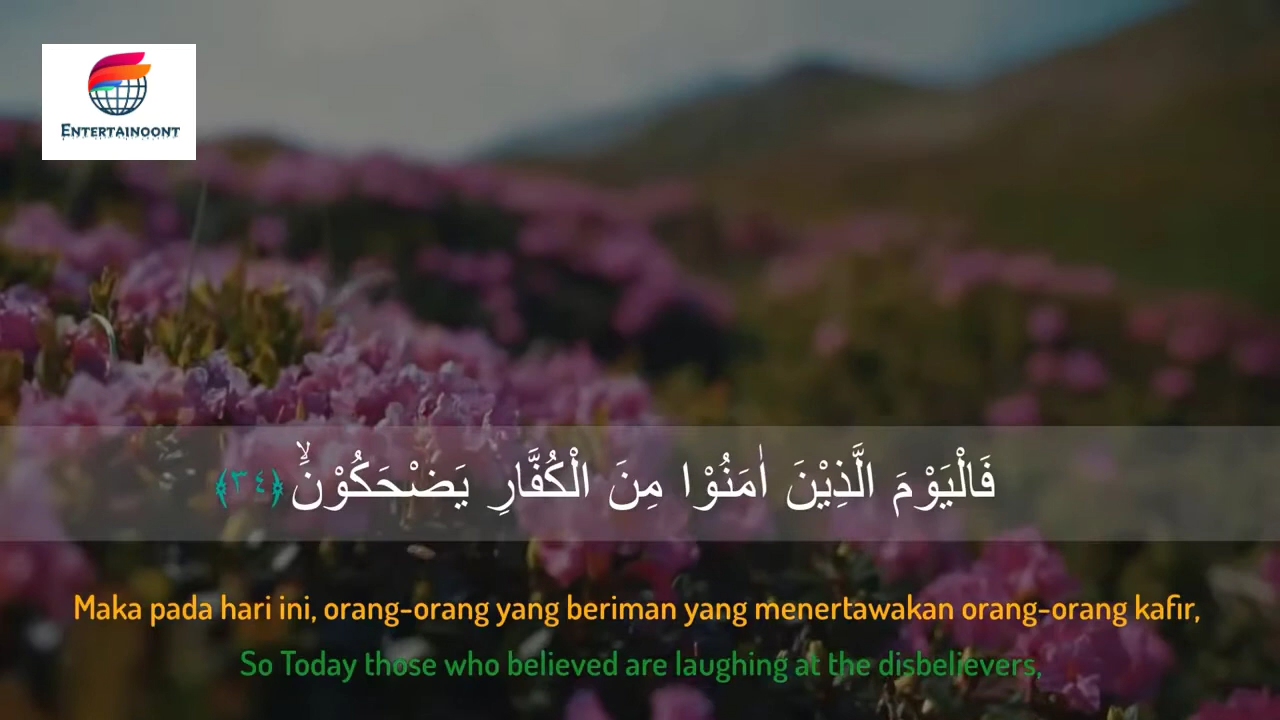 ENTERTAINOONT
فَالْيَوْمَ الَّذِيْنَ اٰمَنُوْا مِنَ الْكُفَّارِ يَضْحَكُوْنَۙ ﴿٣٤﴾
Maka pada hari ini, orang-orang yang beriman yang menertawakan orang-orang kafir,
So Today those who believed are laughing at the disbelievers,